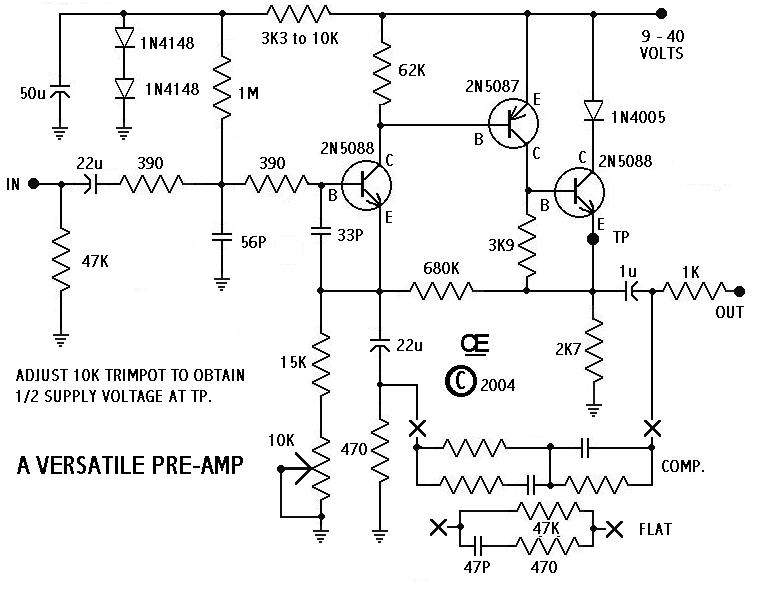 3K3 to 10K
9 - 40
VOLTS
1N4148
1N4148
50u
1M
62K
2N5087
E
B
C
1N4005
2N5088
C
B
E
22u
390
390
2N5088
C
B
E
TP
IN
47K
56P
33P
3K9
680K
1u
1K
OUT
2K7
15K
22u
Œ
© 2004
ADJUST 10K TRIMPOT TO OBTAIN
1/2 SUPPLY VOLTAGE AT TP.
10K
470
A VERSATILE PRE-AMP
COMP.
47K
FLAT
47P
470